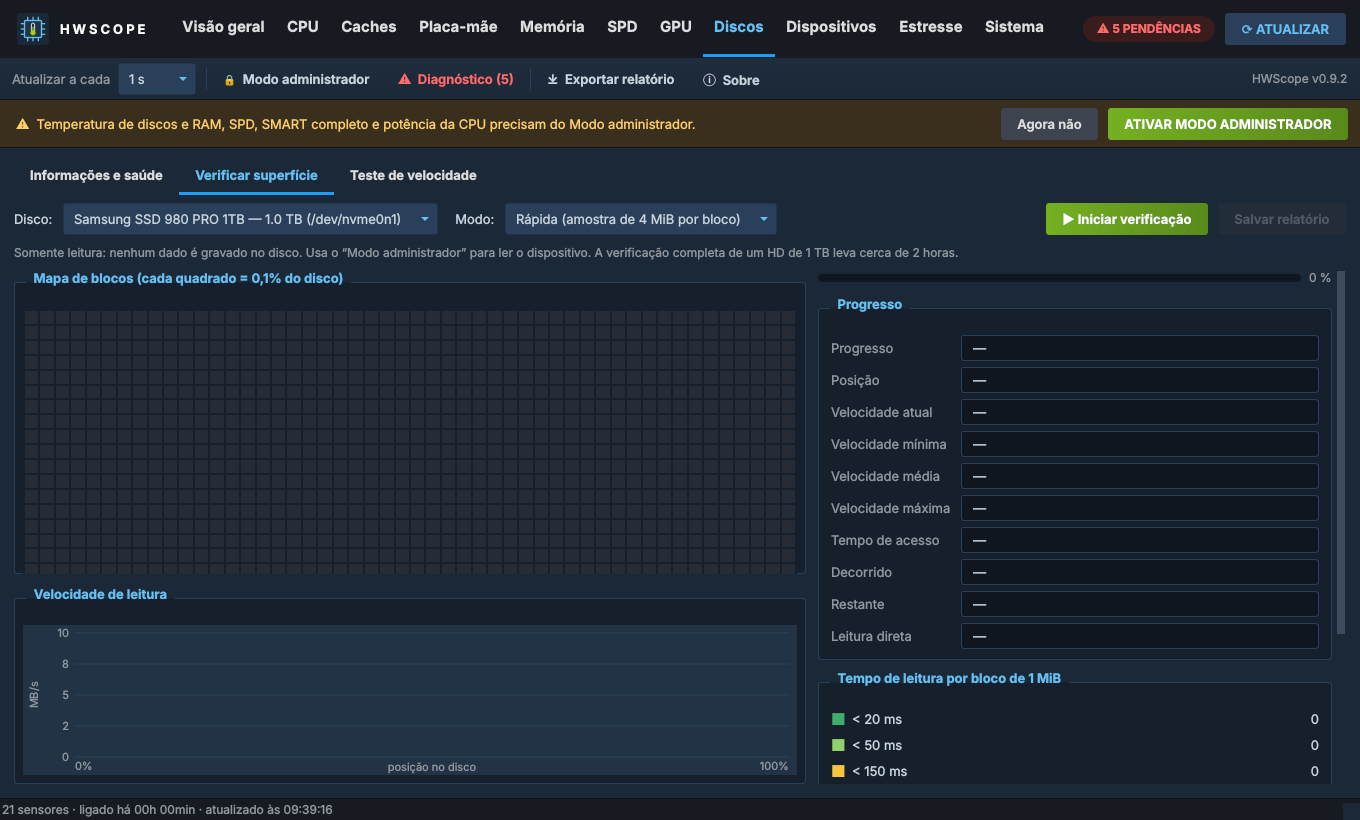 HWSCOPE
Visão geral CPU Caches Placa-mãe Memória SPD GPU Discos Dispositivos Estresse Sistema
5 PENDÊNCIAS
ATUALIZAR
Atualizar a cada 1 s Modo administrador Diagnóstico (5) Exportar relatório Sobre HWScope v0.9.2
Temperatura de discos e RAM, SPD, SMART completo e potência da CPU precisam do Modo administrador.
Agora não
ATIVAR MODO ADMINISTRADOR
Informações e saúde Verificar superfície Teste de velocidade
Disco: Samsung SSD 980 PRO 1TB — 1.0 TB (/dev/nvme0n1) Modo: Rápida (amostra de 4 MiB por bloco) Iniciar verificação Salvar relatório
Somente leitura: nenhum dado é gravado no disco. Usa o “Modo administrador” para ler o dispositivo. A verificação completa de um HD de 1 TB leva cerca de 2 horas.
Mapa de blocos (cada quadrado = 0,1% do disco)
0 %
Progresso
Progresso —
Posição —
Velocidade atual —
Velocidade mínima —
Velocidade média —
Velocidade máxima —
Tempo de acesso —
Decorrido —
Restante —
Leitura direta —
Velocidade de leitura
10
8
5
2
0
MB/s
0% posição no disco 100%
Tempo de leitura por bloco de 1 MiB
< 20 ms 0
< 50 ms 0
< 150 ms 0
21 sensores · ligado há 00h 00min · atualizado às 09:39:16